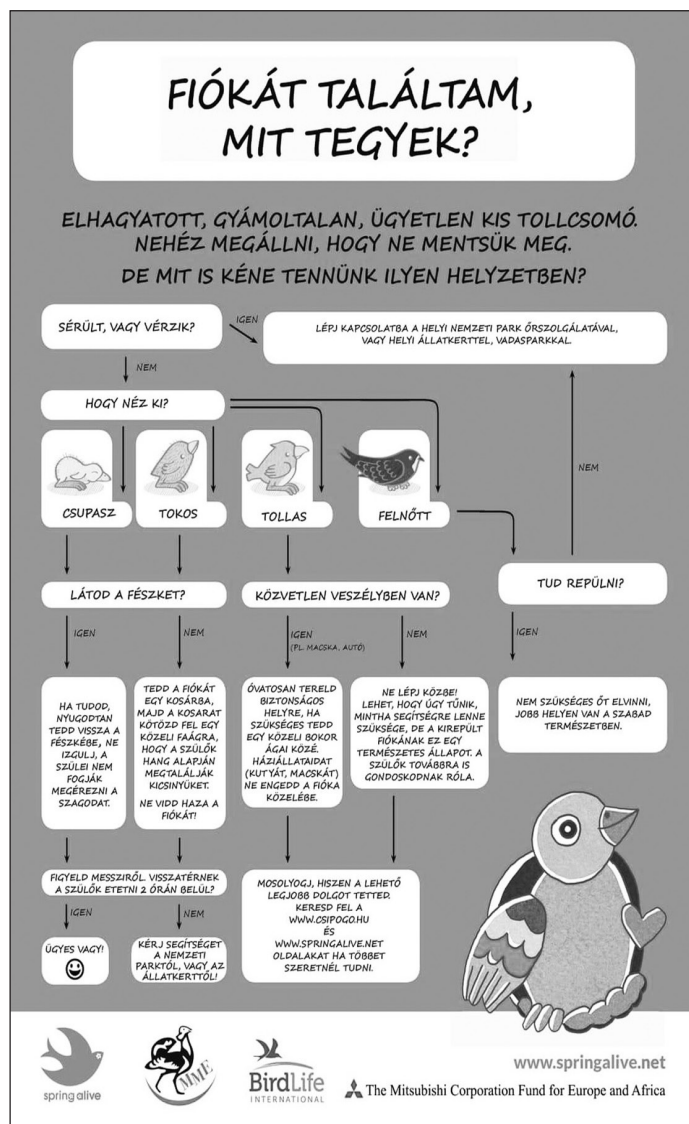 FIÓKÁT TALÁLTAM,
MIT TEGYEK?
ELHAGYATOTT, GYÁMOLTALAN, ÜGYETLEN KIS TOLLCSOMÓ.
NEHÉZ MEGÁLLNI, HOGY NE MENTSÜK MEG.
DE MIT IS KÉNE TENNÜNK ILYEN HELYZETBEN?
SÉRÜLT, VAGY VÉRZIK?
IGEN
LÉPJ KAPCSOLATBA A HELYI NEMZETI PARK ŐRSZOLGÁLATÁVAL,
VAGY HELYI ÁLLATKERTTEL, VADASPARKKAL.
NEM
HOGY NÉZ KI?
NEM
CSUPASZ
TOKOS
TOLLAS
FELNŐTT
LÁTOD A FÉSZKET?
KÖZVETLEN VESZÉLYBEN VAN?
TUD REPÜLNI?
IGEN
NEM
IGEN
(PL. MACSKA, AUTÓ)
NEM
IGEN
HA TUDOD,
NYUGODTAN
TEDD VISSZA A
FÉSZKÉBE, NE
IZGULJ, A
SZÜLEI NEM
FOGJÁK
MEGÉREZNI A
SZAGODAT.
TEDD A FIÓKÁT
EGY KOSÁRBA,
MAJD A KOSARAT
KÖTÖZD FEL EGY
KÖZELI FAÁGRA,
HOGY A SZÜLŐK
HANG ALAPJÁN
MEGTALÁLJÁK
KICSINYÜKET.
NE VIDD HAZA A
FIÓKÁT!
ÓVATOSAN TERELD
BIZTONSÁGOS
HELYRE, HA
SZÜKSÉGES TEDD
EGY KÖZELI BOKOR
ÁGAI KÖZÉ.
HÁZIÁLLATAIDAT
(KUTYÁT, MACSKÁT)
NE ENGEDD A FIÓKA
KÖZELÉBE.
NE LÉPJ KÖZBE!
LEHET, HOGY ÚGY TŰNIK,
MINTHA SEGÍTSÉGRE LENNE
SZÜKSÉGE, DE A KIREPÜLT
FIÓKÁNAK EZ EGY
TERMÉSZETES ÁLLAPOT. A
SZÜLŐK TOVÁBBRA IS
GONDOSKODNAK RÓLA.
NEM SZÜKSÉGES ŐT ELVINNI,
JOBB HELYEN VAN A SZABAD
TERMÉSZETBEN.
FIGYELD MESSZIRŐL. VISSZATÉRNEK
A SZÜLŐK ETETNI 2 ÓRÁN BELÜL?
IGEN
NEM
ÜGYES VAGY!
KÉRJ SEGÍTSÉGET
A NEMZETI
PARKTÓL, VAGY AZ
ÁLLATKERTTŐL!
MOSOLYOGJ, HISZEN A LEHETŐ
LEGJOBB DOLGOT TETTED.
KERESD FEL A
WWW.CSIPOGO.HU
ÉS
WWW.SPRINGALIVE.NET
OLDALAKAT HA TÖBBET
SZERETNÉL TUDNI.
spring alive
MME
BirdLife
INTERNATIONAL
www.springalive.net
The Mitsubishi Corporation Fund for Europe and Africa